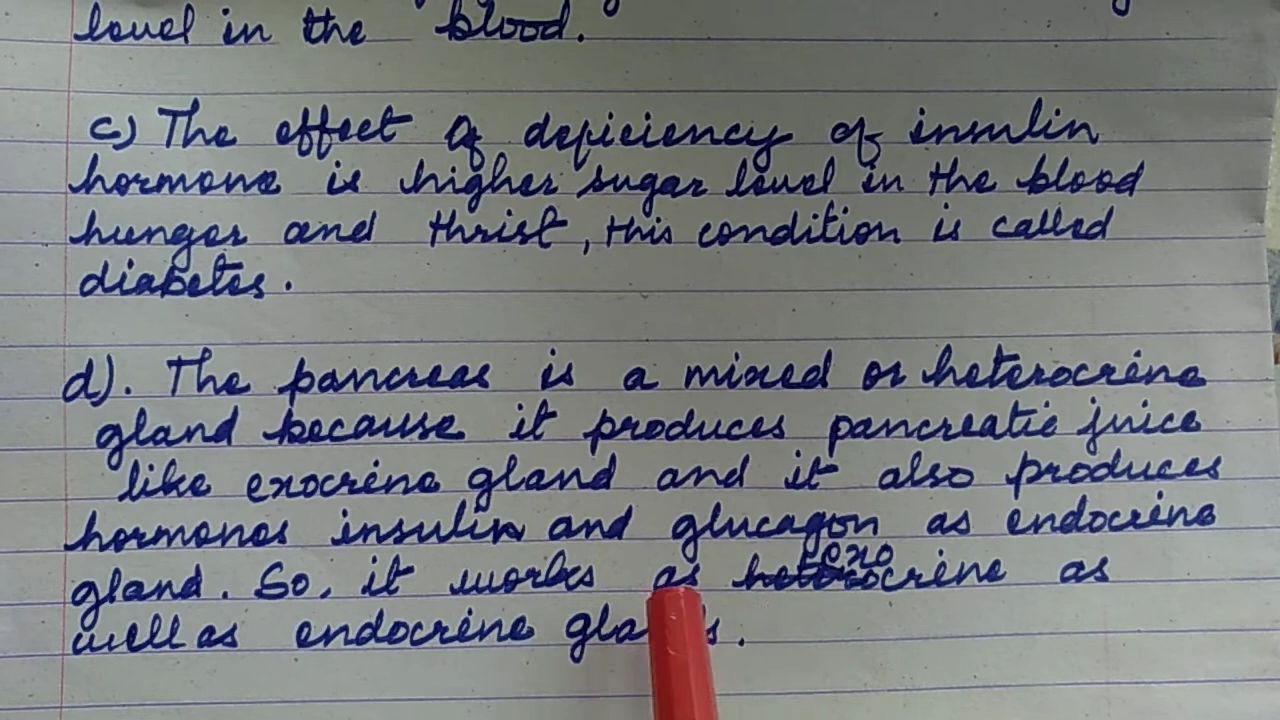 level in the blood.
c) The effect of deficiency of insulin
hormone is higher sugar level in the blood
hunger and thrist, this condition is called
diabetes.
d). The pancreas is a mixed or heterocrine
gland because it produces pancreatic juice
like exocrine gland and it also produces
hormones insulin and glucagon as endocrine
gland. So, it works as exocrine as
well as endocrine glands.